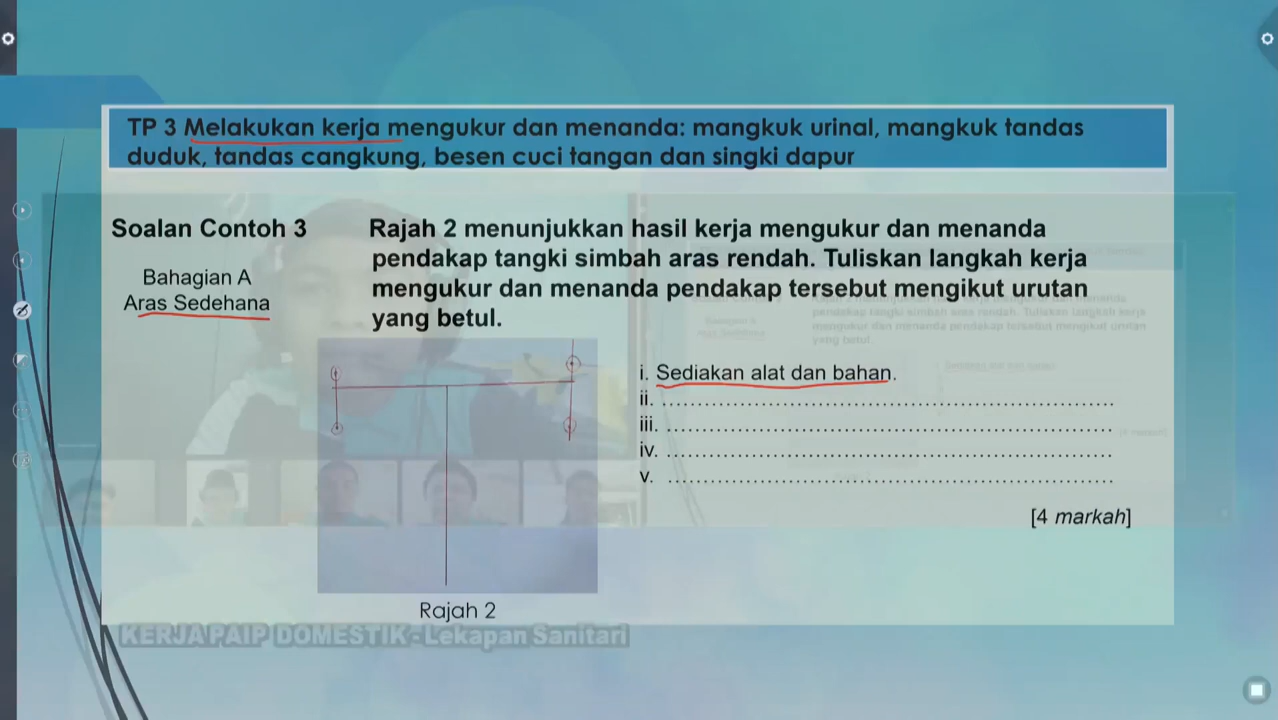 TP 3 Melakukan kerja mengukur dan menanda: mangkuk urinal, mangkuk tandas
duduk, tandas cangkung, besen cuci tangan dan singki dapur
Soalan Contoh 3
Bahagian A
Aras Sedehana
Rajah 2 menunjukkan hasil kerja mengukur dan menanda
pendakap tangki simbah aras rendah. Tuliskan langkah kerja
mengukur dan menanda pendakap tersebut mengikut urutan
yang betul.
i. Sediakan alat dan bahan.
ii. ................................................................
iii. ................................................................
iv. ................................................................
v. ................................................................
[4 markah]
Rajah 2
KERJA PAIP DOMESTIK - Lekapan Sanitari